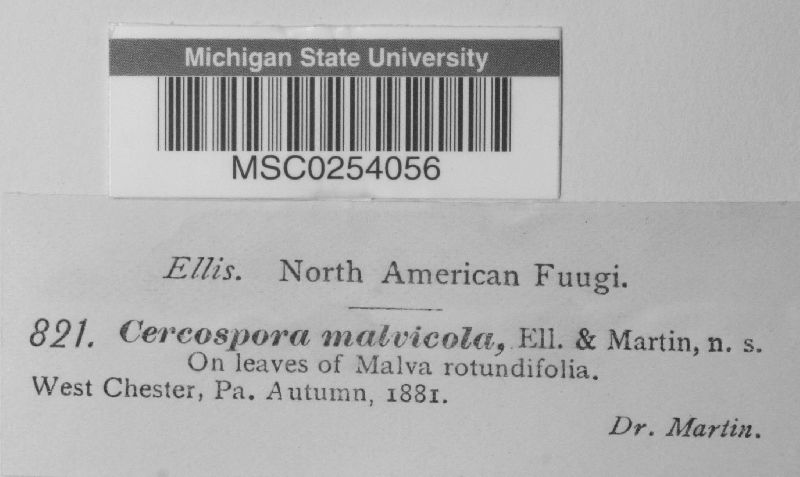 Michigan State University
MSC0254056
Ellis. North American Fuugi.
821. Cercospora malvicola, Ell. & Martin, n. s.
On leaves of Malva rotundifolia.
West Chester, Pa. Autumn, 1881.
Dr. Martin.